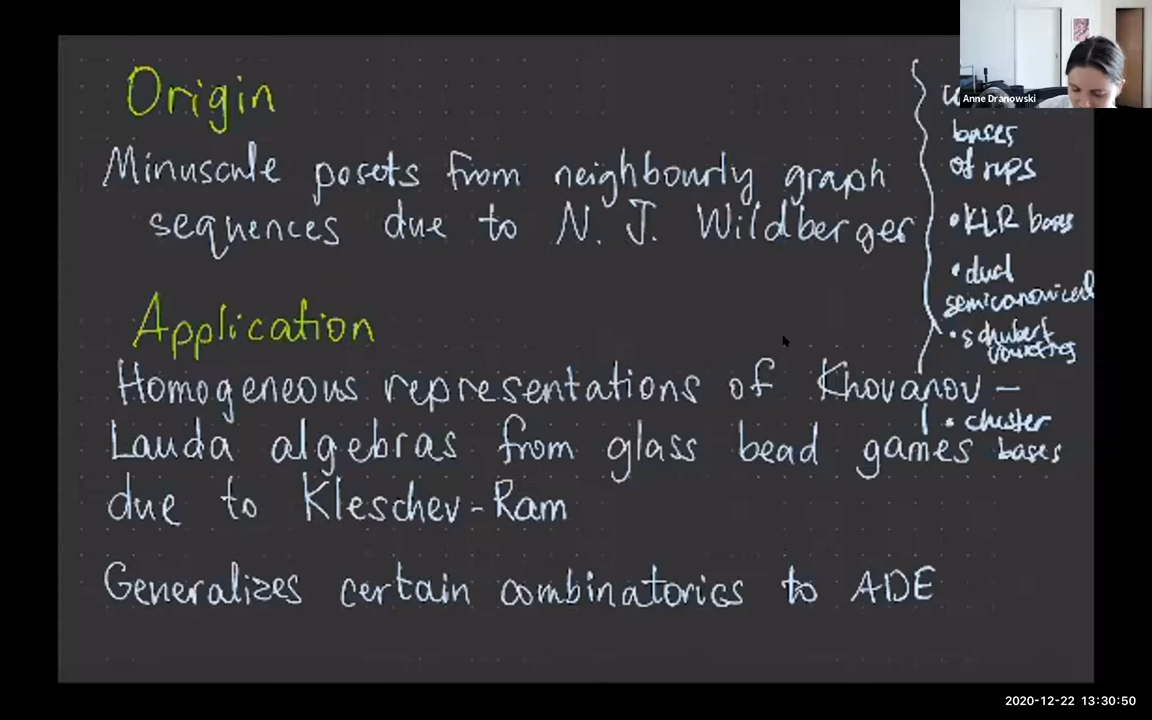 Origin
Minuscule posets from neighbourly graph
sequences due to N. J. Wildberger
Application
Homogeneous representations of Khovanov -
Lauda algebras from glass bead games
due to Kleschev - Ram
Generalizes certain combinatorics to ADE
bases
of reps
• KLR bases
• dual
semicanonical
• schubert
varieties
• cluster
bases
Anne Dranowski
2020-12-22 13:30:50